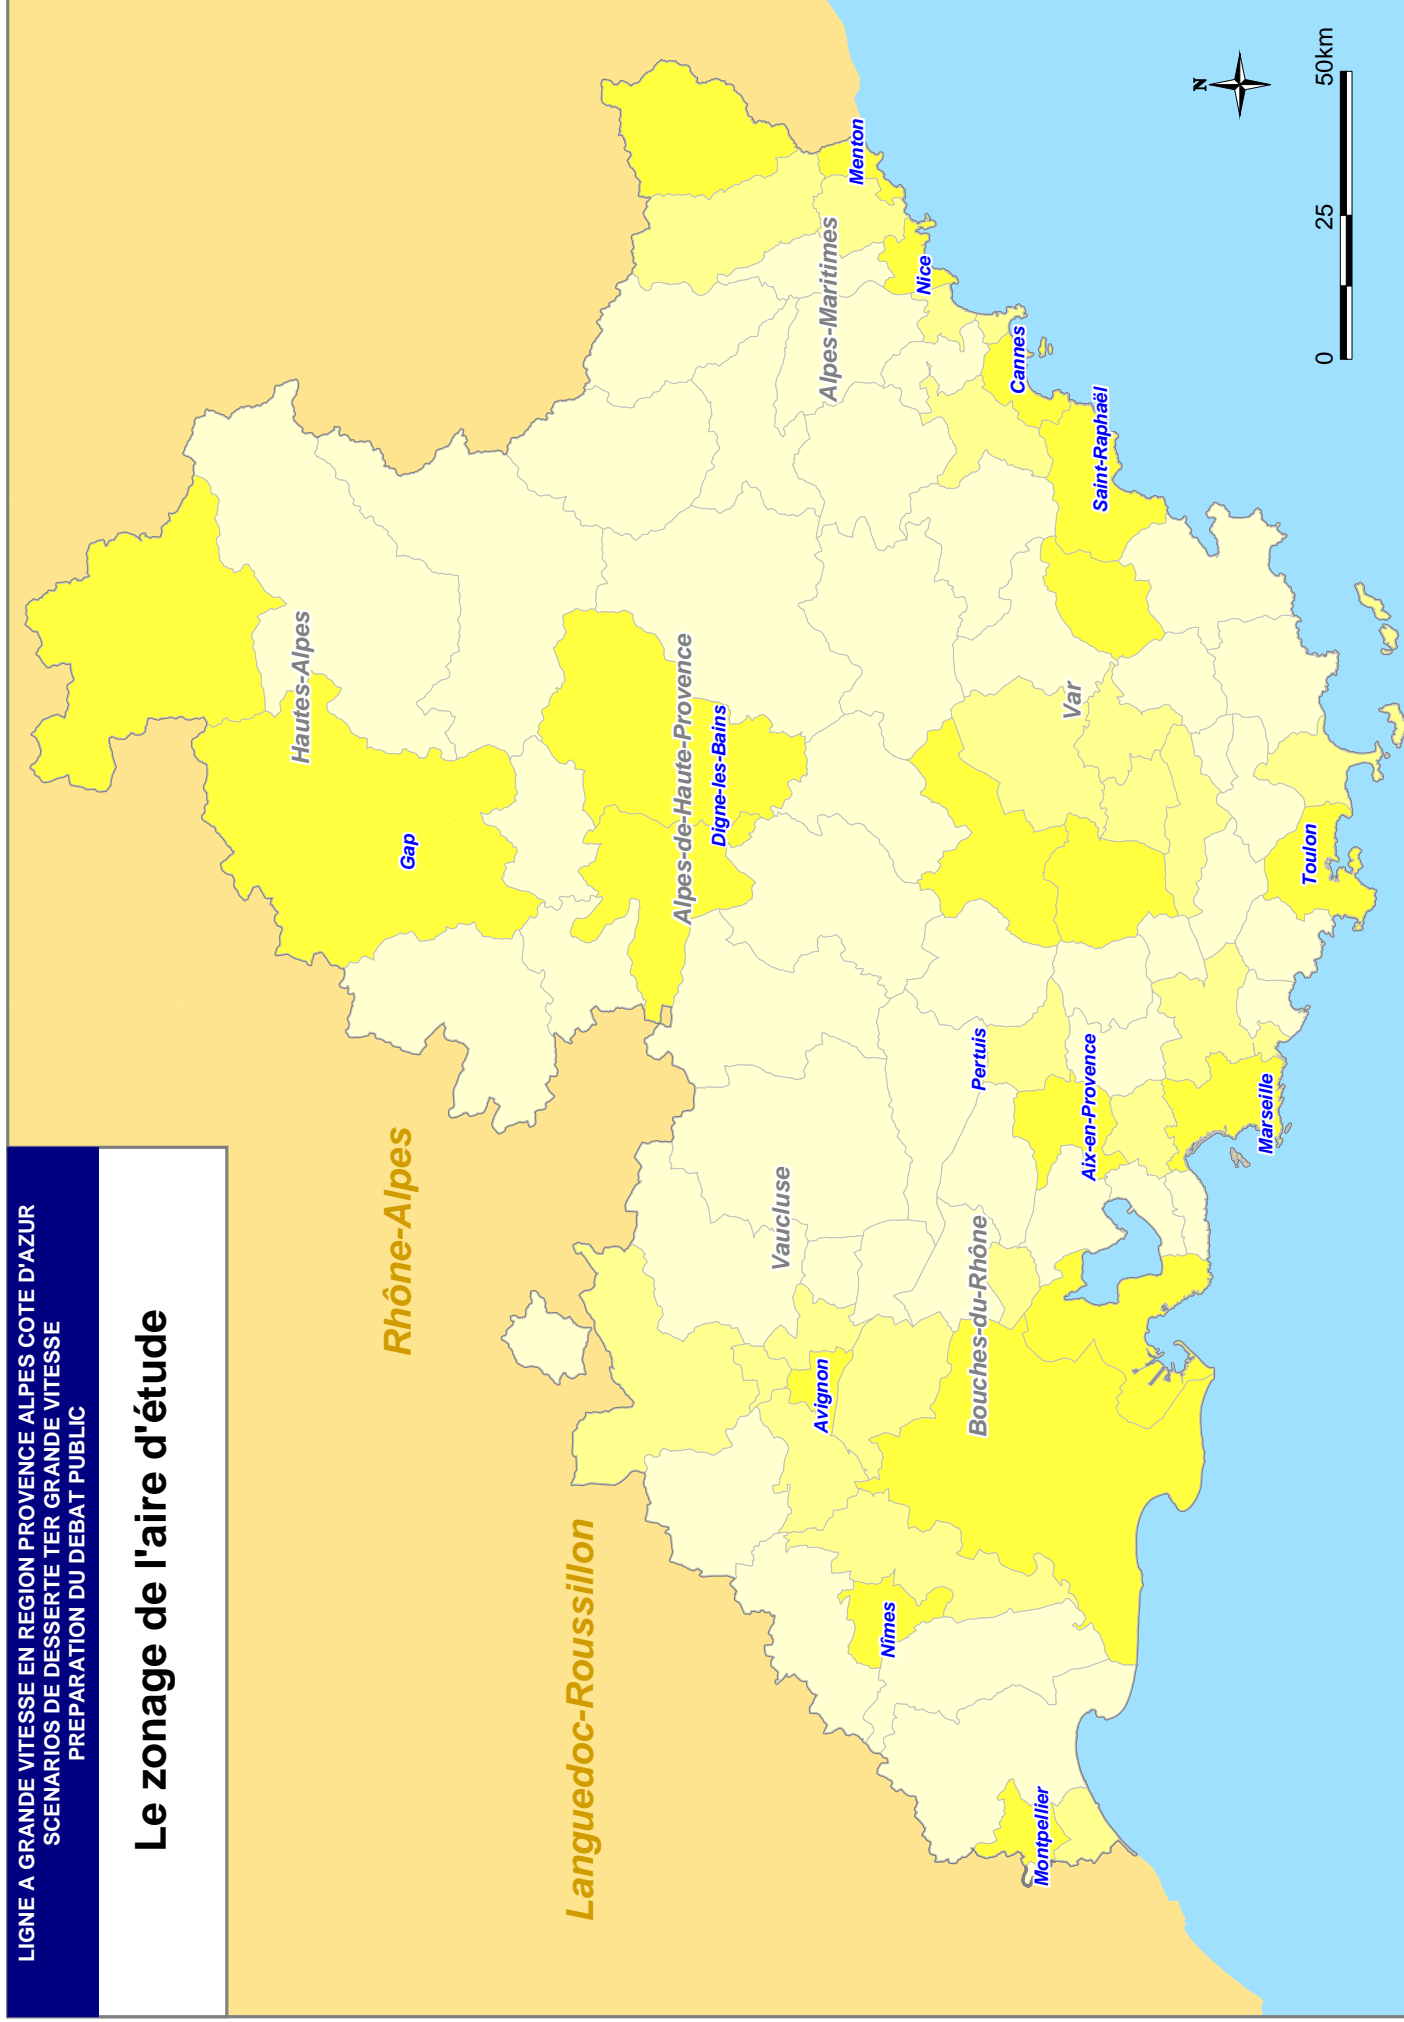 LIGNE A GRANDE VITESSE EN REGION PROVENCE ALPES COTE D'AZUR
SCENARIOS DE DESSERTE TER GRANDE VITESSE
PREPARATION DU DEBAT PUBLIC
Le zonage de l'aire d'étude
Rhône-Alpes
Languedoc-Roussillon
Hautes-Alpes
Gap
Alpes-de-Haute-Provence
Digne-les-Bains
Alpes-Maritimes
Menton
Nice
Cannes
Saint-Raphaël
Vaucluse
Avignon
Nîmes
Montpellier
Bouches-du-Rhône
Pertuis
Aix-en-Provence
Marseille
Var
Toulon
N
0
25
50km